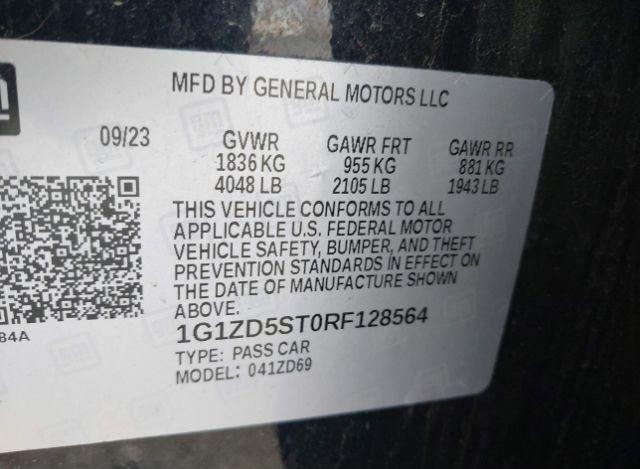 MFD BY GENERAL MOTORS LLC
09/23 GVWR GAWR FRT GAWR RR
1836 KG 955 KG 881 KG
4048 LB 2105 LB 1943 LB
THIS VEHICLE CONFORMS TO ALL
APPLICABLE U.S. FEDERAL MOTOR
VEHICLE SAFETY, BUMPER, AND THEFT
PREVENTION STANDARDS IN EFFECT ON
THE DATE OF MANUFACTURE SHOWN
ABOVE.
84A 1G1ZD5ST0RF128564
TYPE: PASS CAR
MODEL: 041ZD69